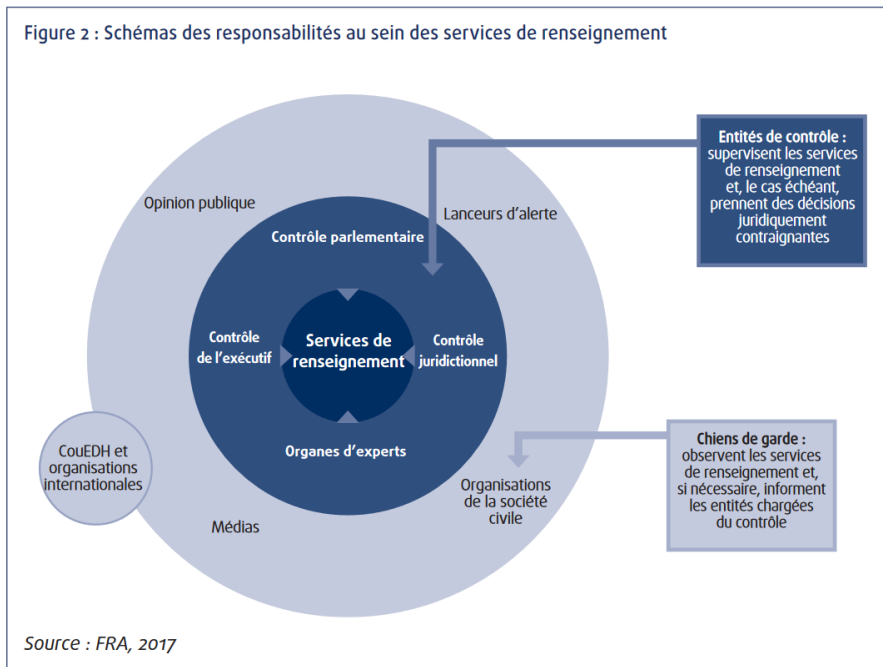 Figure 2 : Schémas des responsabilités au sein des services de renseignement
Entités de contrôle :
supervisent les services
de renseignement
et, le cas échéant,
prennent des décisions
juridiquement
contraignantes
Opinion publique
Lanceurs d’alerte
Contrôle parlementaire
Contrôle
de l’exécutif
Services de
renseignement
Contrôle
juridictionnel
Organes d’experts
CouEDH et
organisations
internationales
Médias
Organisations
de la société
civile
Chiens de garde :
observent les services
de renseignement et,
si nécessaire, informent
les entités chargées
du contrôle
Source : FRA, 2017